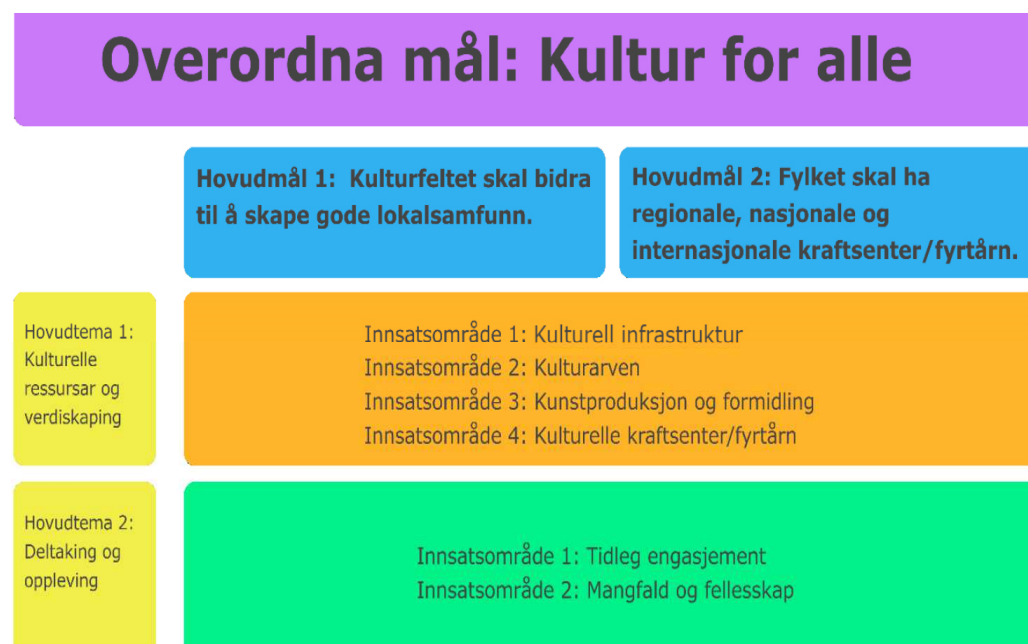 Overordna mål: Kultur for alle
Hovudmål 1:  Kulturfeltet skal bidra
til å skape gode lokalsamfunn.
Hovudmål 2: Fylket skal ha
regionale, nasjonale og
internasjonale kraftsenter/fyrtårn.
Hovudtema 1:
Kulturelle
ressursar og
verdiskaping
Innsatsområde 1: Kulturell infrastruktur
Innsatsområde 2: Kulturarven
Innsatsområde 3: Kunstproduksjon og formidling
Innsatsområde 4: Kulturelle kraftsenter/fyrtårn
Hovudtema 2:
Deltaking og
oppleving
Innsatsområde 1: Tidleg engasjement
Innsatsområde 2: Mangfald og fellesskap